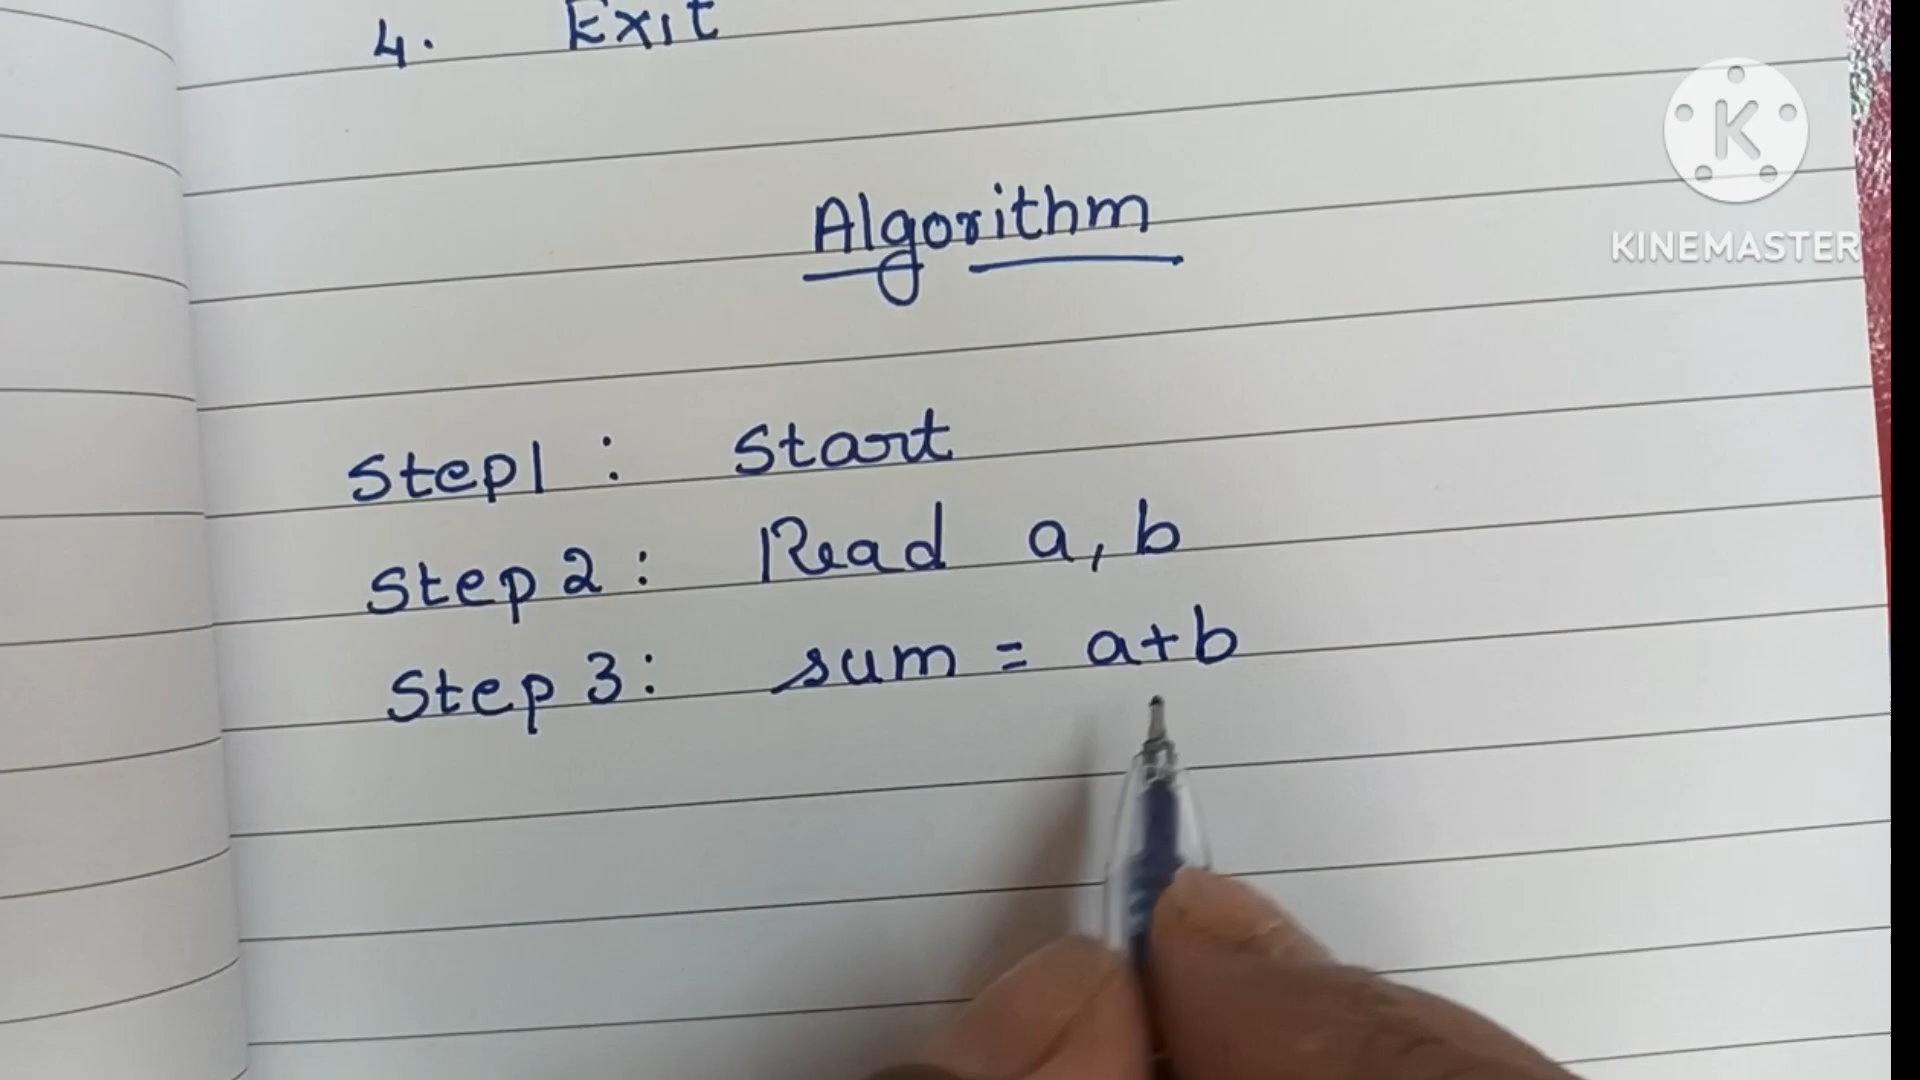 4. Exit
K
KINEMASTER
Algorithm
Step1 : Start
Step 2 : Read a, b
Step 3 : sum = a+b